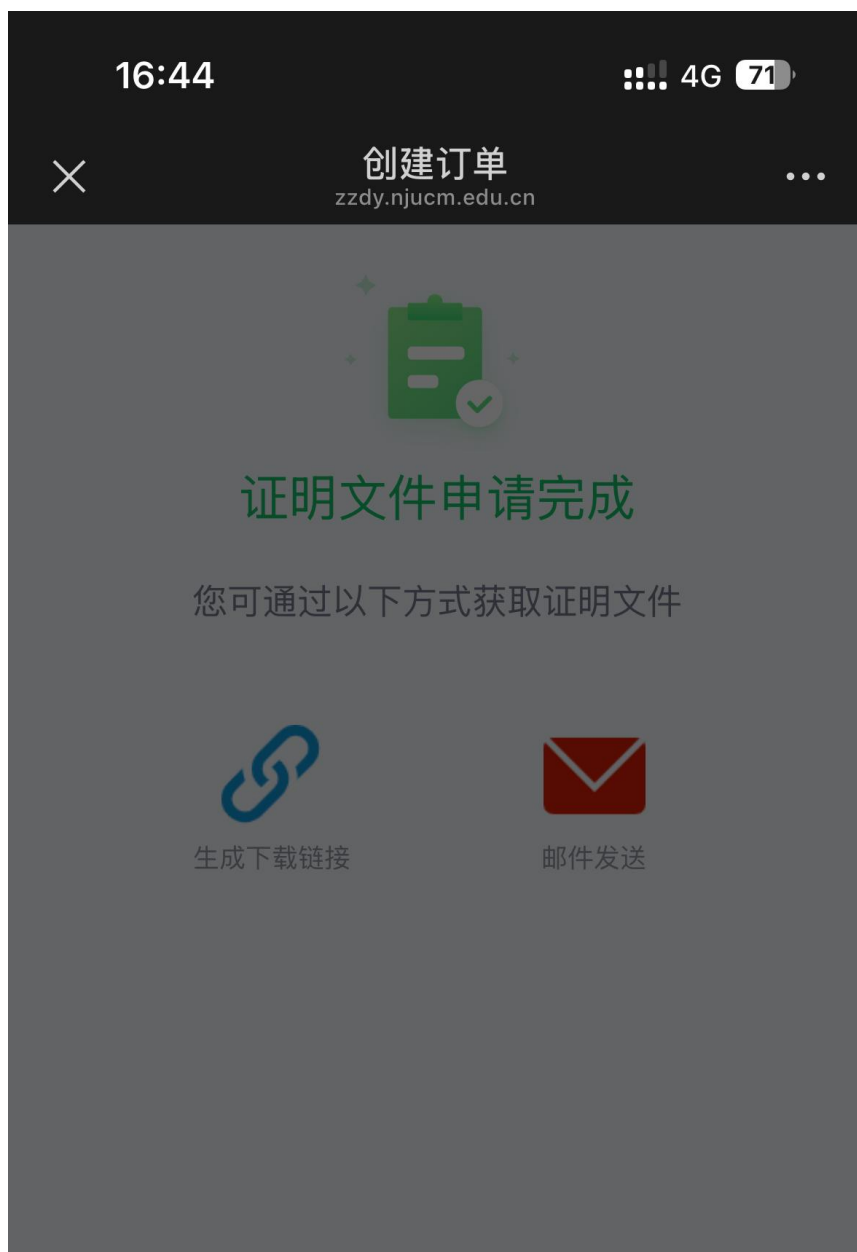 16:44
4G 71
创建订单
zzdy.njucm.edu.cn
证明文件申请完成
您可通过以下方式获取证明文件
生成下载链接
邮件发送